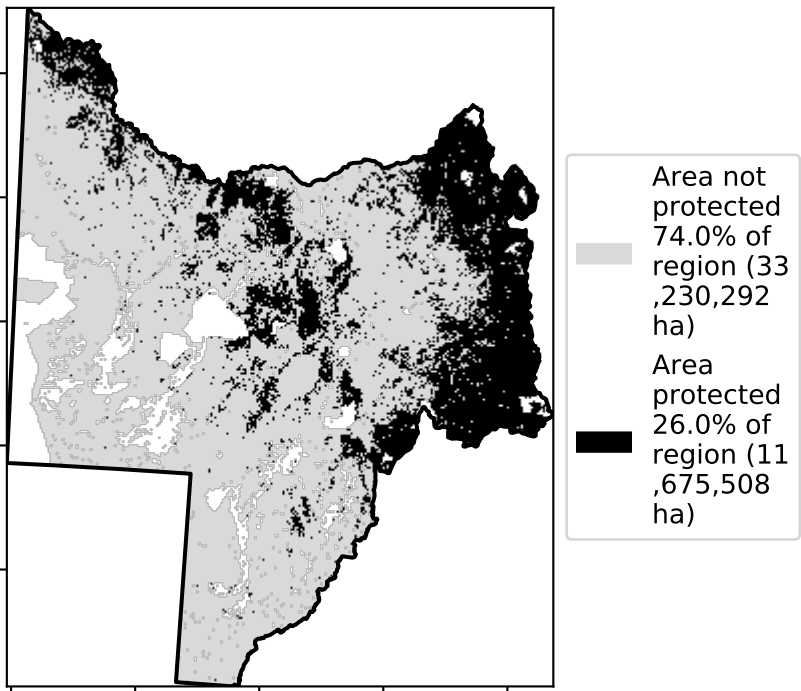 Area not
protected
74.0% of
region (33
,230,292
ha)
Area
protected
26.0% of
region (11
,675,508
ha)